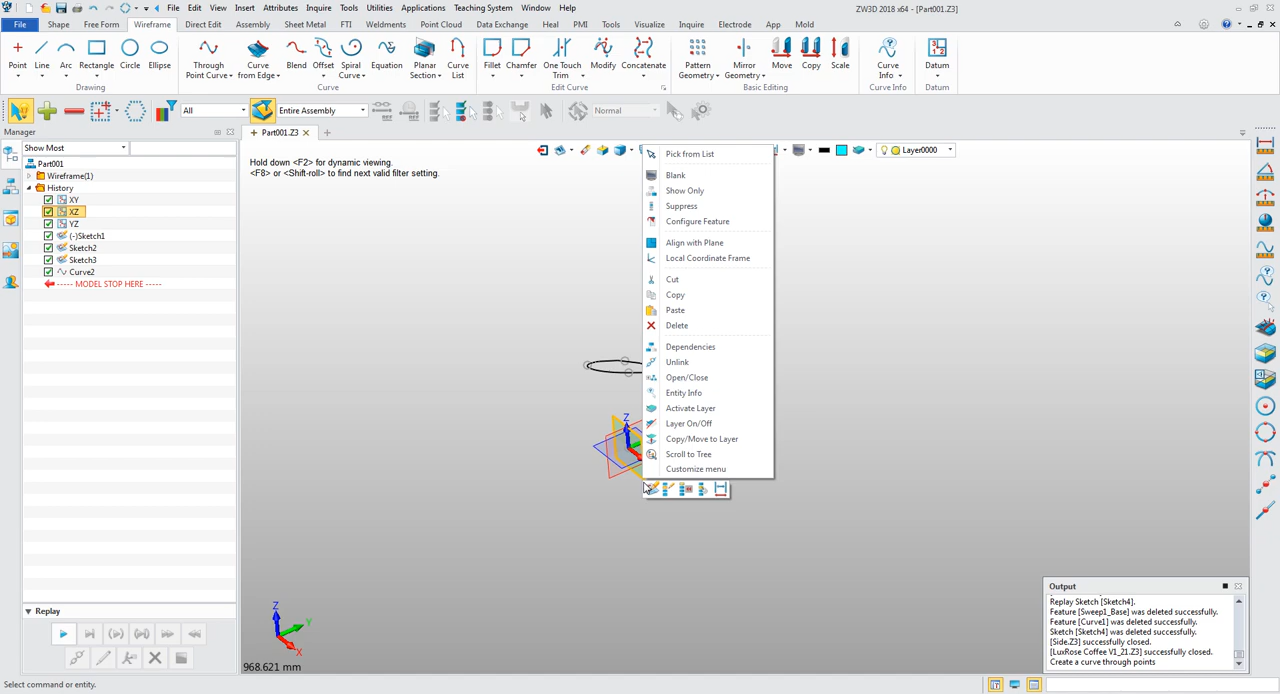 File Edit View Insert Attributes Inquire Tools Utilities Applications Teaching System Window Help
ZW3D 2018 x64 - [Part001.Z3]
File Shape Free Form Wireframe Direct Edit Assembly Sheet Metal FTI Weldments Point Cloud Data Exchange Heal PMI Tools Visualize Inquire Electrode App Mold
Point Line Arc Rectangle Circle Ellipse Through Curve Offset Spiral Equation Planar Curve Fillet Chamfer One Touch Modify Concatenate Pattern Mirror Move Copy Scale Curve Datum
Point Curve from Edge Blend Curve Section List Trim Geometry Geometry Info
Drawing Curve Edit Curve Basic Editing Curve Info Datum
All Entire Assembly Normal
Manager
Part001.Z3
Show Most
Part001
Wireframe(1)
History
XY
XZ
YZ
(-)Sketch1
Sketch2
Sketch3
Curve2
----- MODEL STOP HERE -----
Replay
Hold down <F2> for dynamic viewing.
<F8> or <Shift-roll> to find next valid filter setting.
Layer0000
Pick from List
Blank
Show Only
Suppress
Configure Feature
Align with Plane
Local Coordinate Frame
Cut
Copy
Paste
Delete
Dependencies
Unlink
Open/Close
Entity Info
Activate Layer
Layer On/Off
Copy/Move to Layer
Scroll to Tree
Customize menu
Z
Z
Y
X
968.621 mm
Output
Replay Sketch [Sketch4].
Feature [Sweep1_Base] was deleted successfully.
Feature [Curve1] was deleted successfully.
Sketch [Sketch4] was deleted successfully.
[Side.Z3] successfully closed.
[LuxRose Coffee V1_21.Z3] successfully closed.
Create a curve through points
Select command or entity.